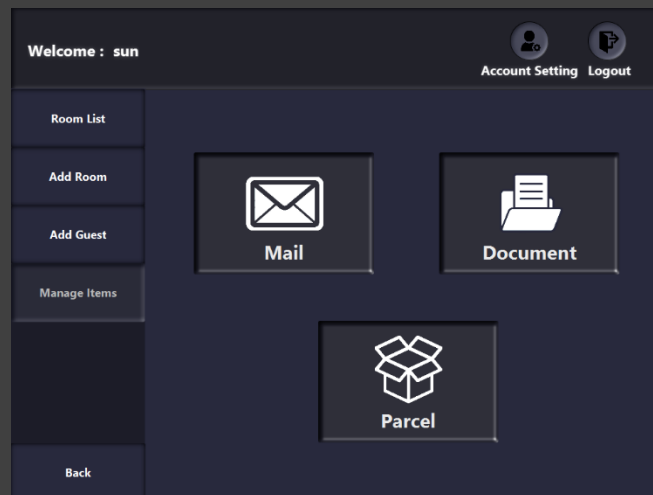 Welcome : sun
Account Setting
Logout
Room List
Add Room
Add Guest
Manage Items
Back
Mail
Document
Parcel